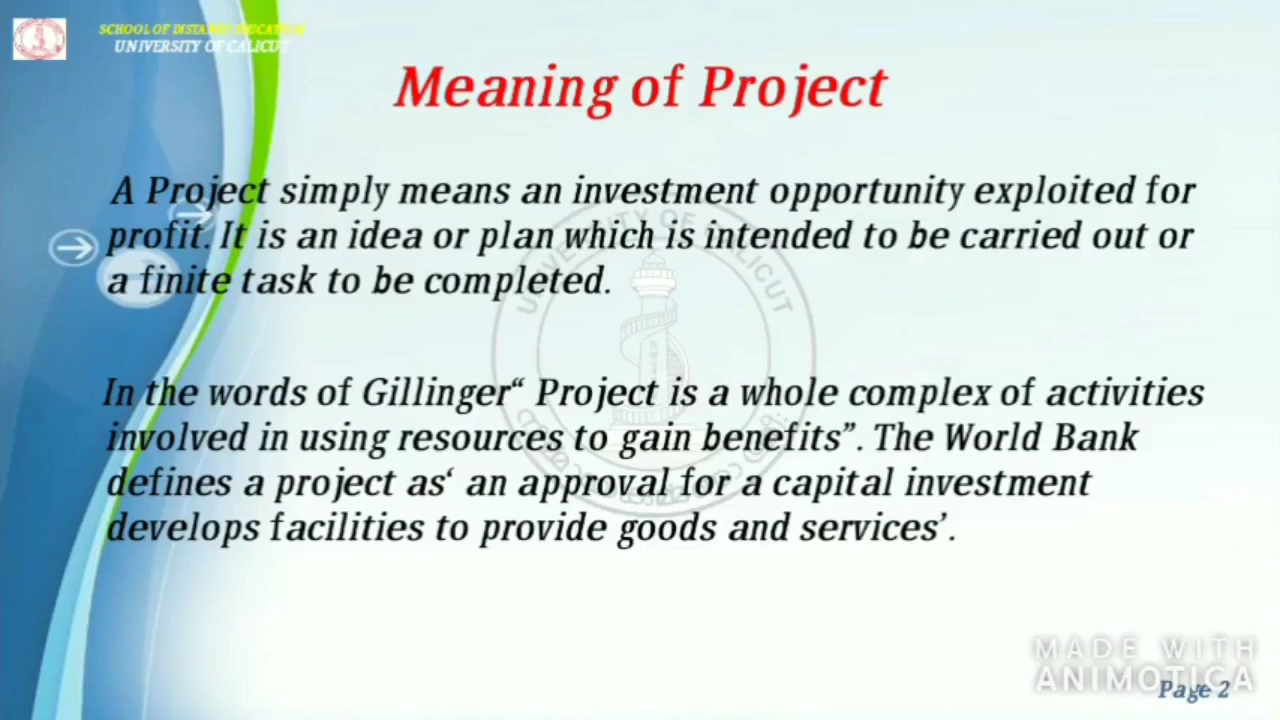 SCHOOL OF DISTANCE EDUCATION
UNIVERSITY OF CALICUT
Meaning of Project
A Project simply means an investment opportunity exploited for
profit. It is an idea or plan which is intended to be carried out or
a finite task to be completed.
In the words of Gillinger“ Project is a whole complex of activities
involved in using resources to gain benefits”. The World Bank
defines a project as‘ an approval for a capital investment
develops facilities to provide goods and services’.
UNIVERSITY OF CALICUT
MADE WITH
ANIMOTICA
Page 2